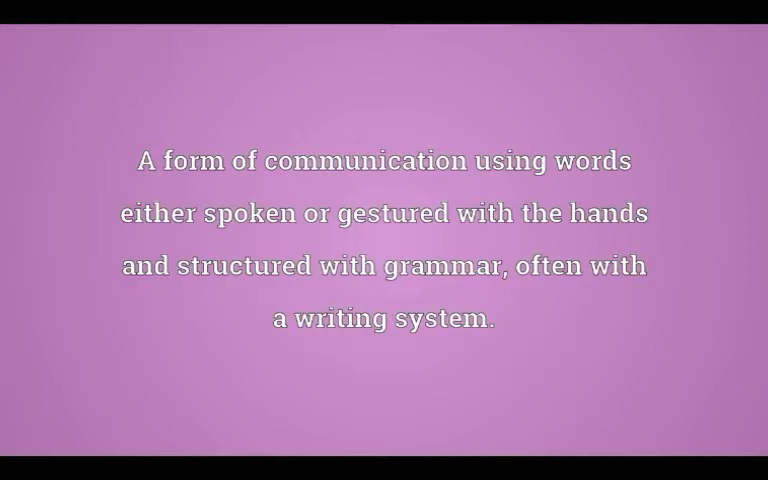 A form of communication using words
either spoken or gestured with the hands
and structured with grammar, often with
a writing system.